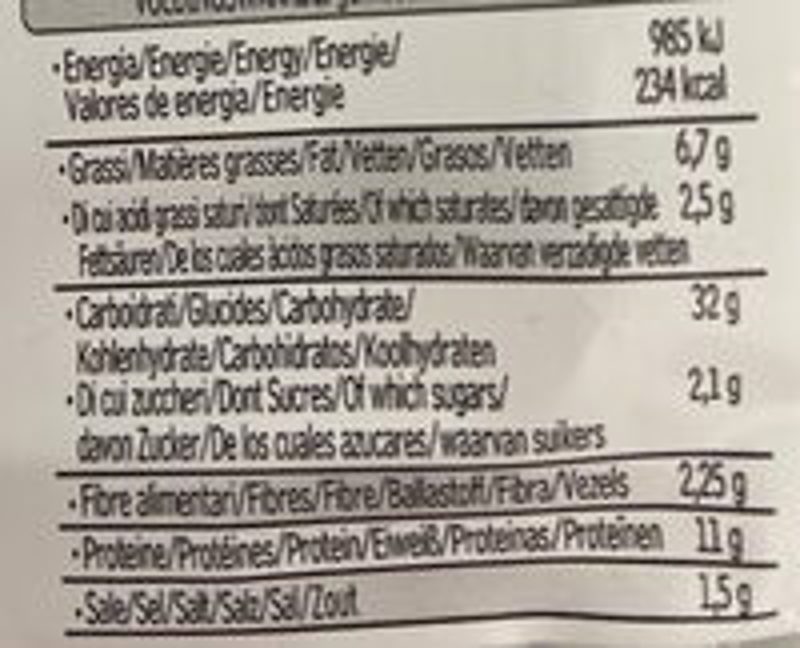 • Energia/Energie/Energy/Energie/ 985 kJ
Valores de energia/Energie 234 kcal
• Grassi/Matières grasses/Fat/Vetten/Grasos/Vetten 6,7 g
• Di cui acidi grassi saturi/dont Saturées/Of which saturates/davon gesättigde 2,5 g
Fettsäuren/De los cuales àcidos grasos saturados/Waarvan verzadigde vetten
• Carboidrati/Glucides/Carbohydrate/ 32 g
Kohlenhydrate/Carbohidratos/Koolhydraten
• Di cui zuccheri/Dont Sucres/Of which sugars/ 2,1 g
davon Zucker/De los cuales azucares/waarvan suikers
• Fibre alimentari/Fibres/Fibre/Ballastoff/Fibra/Vezels 2,25 g
• Proteine/Protéines/Protein/Eiweiß/Proteinas/Proteïnen 11 g
• Sale/Sel/Salt/Salz/Sal/Zout 1,5 g